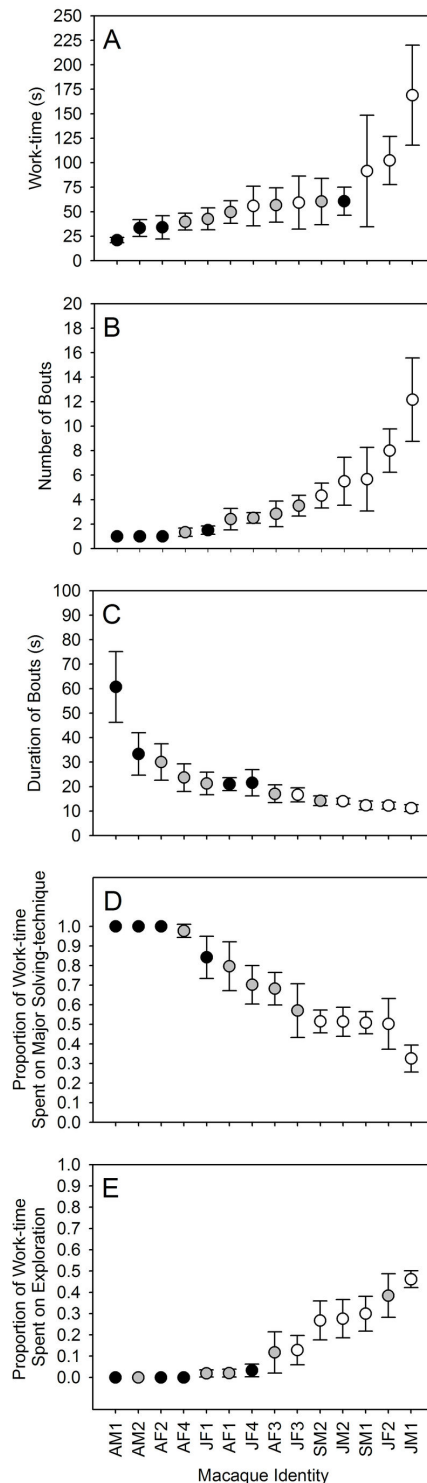 A
Work-time (s)
250
225
200
175
150
125
100
75
50
25
0
B
Number of Bouts
20
18
16
14
12
10
8
6
4
2
0
C
Duration of Bouts (s)
100
90
80
70
60
50
40
30
20
10
0
D
Proportion of Work-time
Spent on Major Solving-technique
1.0
0.9
0.8
0.7
0.6
0.5
0.4
0.3
0.2
0.1
0.0
E
Proportion of Work-time
Spent on Exploration
1.0
0.9
0.8
0.7
0.6
0.5
0.4
0.3
0.2
0.1
0.0
AM1
AM2
AF2
AF4
JF1
AF1
JF4
AF3
JF3
SM2
JM2
SM1
JF2
JM1
Macaque Identity